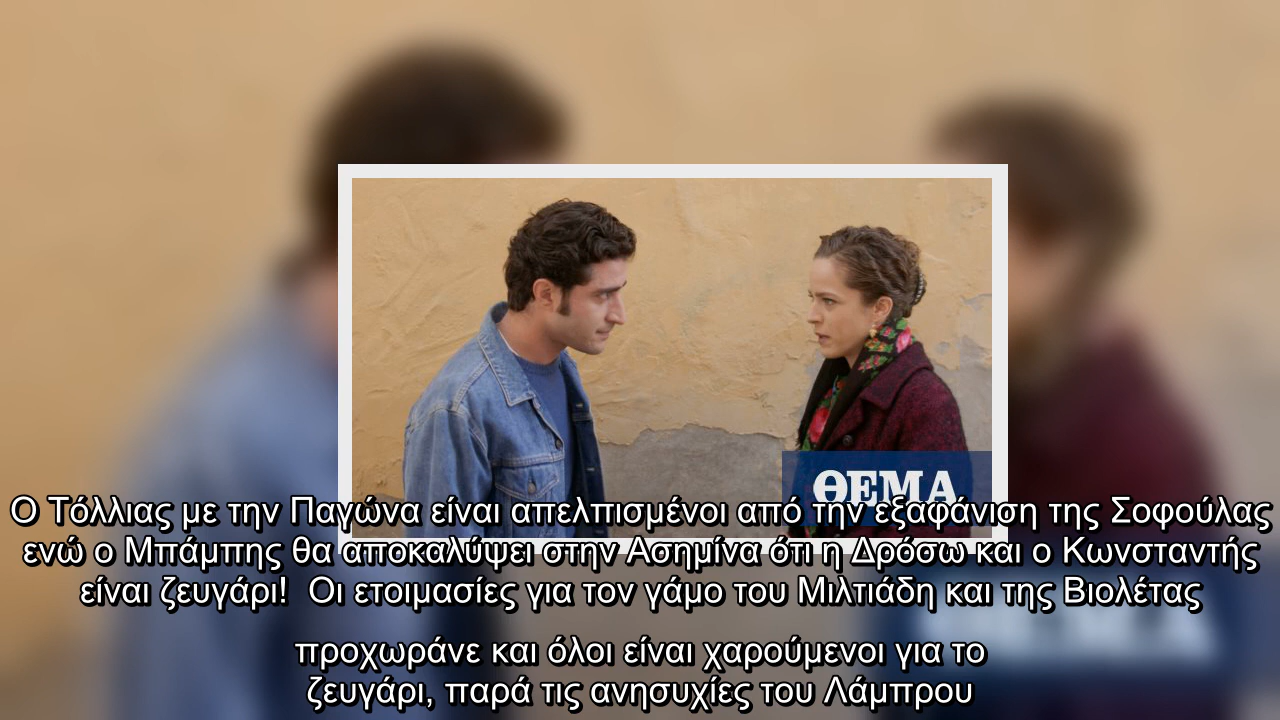 ΘΕΜΑ
Ο Τόλλιας με την Παγώνα είναι απελπισμένοι από την εξαφάνιση της Σοφούλας
ενώ ο Μπάμπης θα αποκαλύψει στην Ασημίνα ότι η Δρόσω και ο Κωνσταντής
είναι ζευγάρι!  Οι ετοιμασίες για τον γάμο του Μιλτιάδη και της Βιολέτας
προχωράνε και όλοι είναι χαρούμενοι για το
ζευγάρι, παρά τις ανησυχίες του Λάμπρου